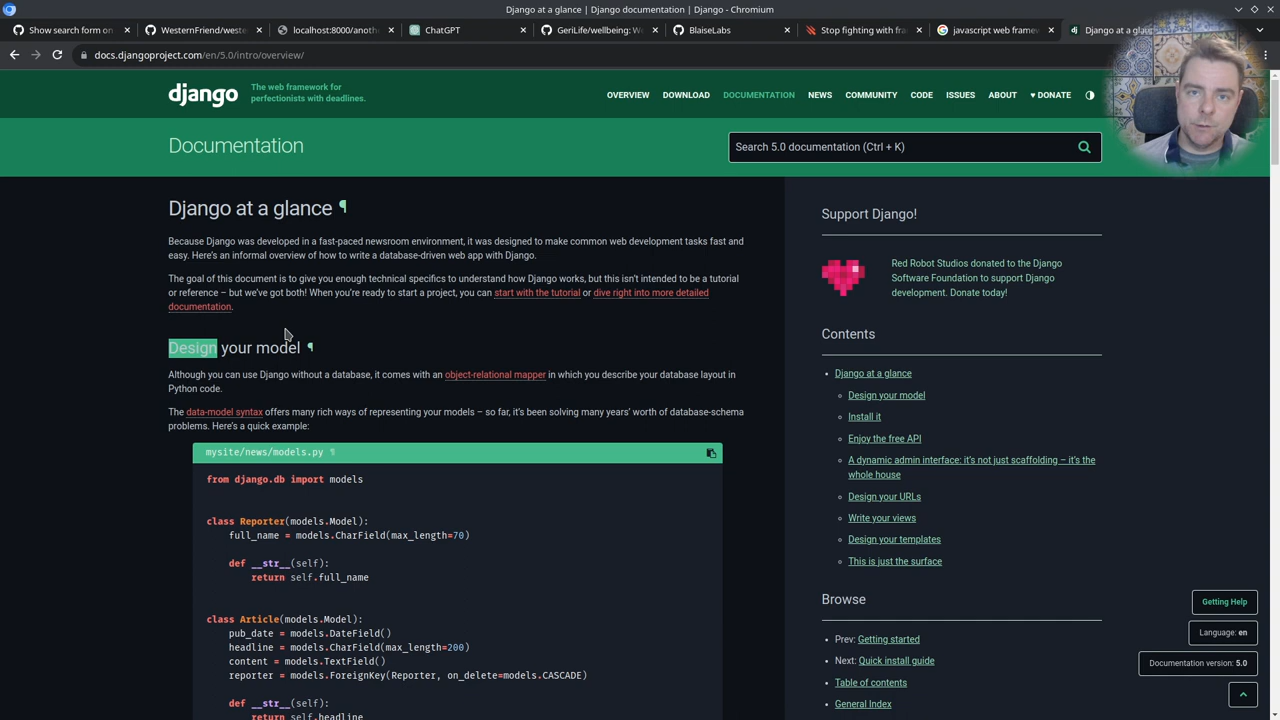 Django at a glance | Django documentation | Django - Chromium
Show search form on
WesternFriend/weste
localhost:8000/anoth
ChatGPT
GeriLife/wellbeing: W
BlaiseLabs
Stop fighting with fra
javascript web frame
Django at a gla
docs.djangoproject.com/en/5.0/intro/overview/
django
The web framework for
perfectionists with deadlines.
OVERVIEW
DOWNLOAD
DOCUMENTATION
NEWS
COMMUNITY
CODE
ISSUES
ABOUT
♥ DONATE
Documentation
Search 5.0 documentation (Ctrl + K)
Django at a glance ¶
Because Django was developed in a fast-paced newsroom environment, it was designed to make common web development tasks fast and
easy. Here's an informal overview of how to write a database-driven web app with Django.
The goal of this document is to give you enough technical specifics to understand how Django works, but this isn't intended to be a tutorial
or reference – but we've got both! When you're ready to start a project, you can start with the tutorial or dive right into more detailed
documentation.
Design your model ¶
Although you can use Django without a database, it comes with an object-relational mapper in which you describe your database layout in
Python code.
The data-model syntax offers many rich ways of representing your models – so far, it's been solving many years' worth of database-schema
problems. Here's a quick example:
mysite/news/models.py ¶
from django.db import models
class Reporter(models.Model):
full_name = models.CharField(max_length=70)
def __str__(self):
return self.full_name
class Article(models.Model):
pub_date = models.DateField()
headline = models.CharField(max_length=200)
content = models.TextField()
reporter = models.ForeignKey(Reporter, on_delete=models.CASCADE)
def __str__(self):
return self.headline
Support Django!
Red Robot Studios donated to the Django
Software Foundation to support Django
development. Donate today!
Contents
Django at a glance
Design your model
Install it
Enjoy the free API
A dynamic admin interface: it's not just scaffolding – it's the
whole house
Design your URLs
Write your views
Design your templates
This is just the surface
Browse
Prev: Getting started
Next: Quick install guide
Table of contents
General Index
Getting Help
Language: en
Documentation version: 5.0